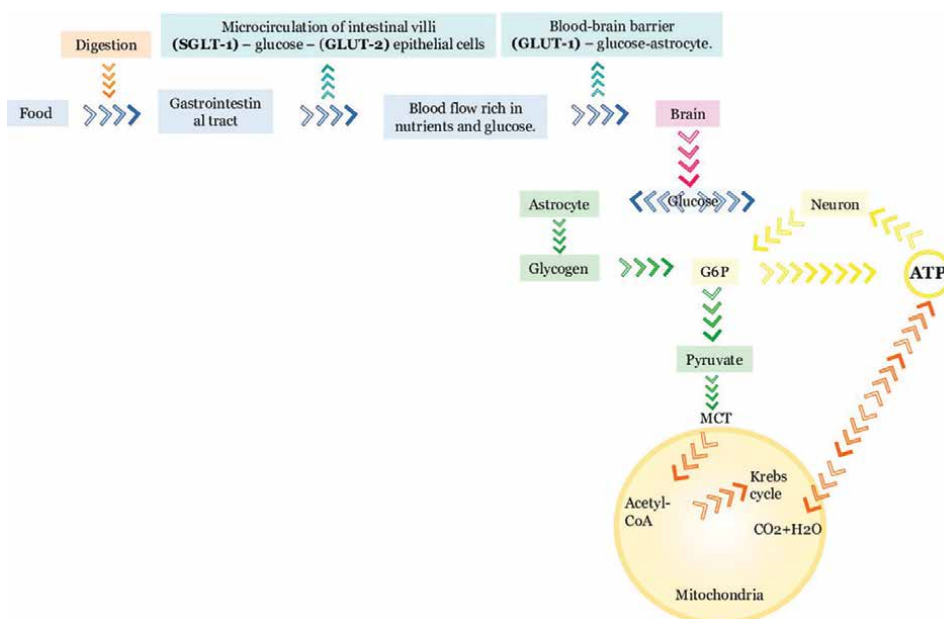 Microcirculation of intestinal villi
(SGLT-1) – glucose – (GLUT-2) epithelial cells
Blood-brain barrier
(GLUT-1) – glucose-astrocyte.
Digestion
Food
Gastrointestin
al tract
Blood flow rich in
nutrients and glucose.
Brain
Astrocyte
Glucose
Neuron
Glycogen
G6P
ATP
Pyruvate
MCT
Krebs
cycle
Acetyl-
CoA
CO2+H2O
Mitochondria